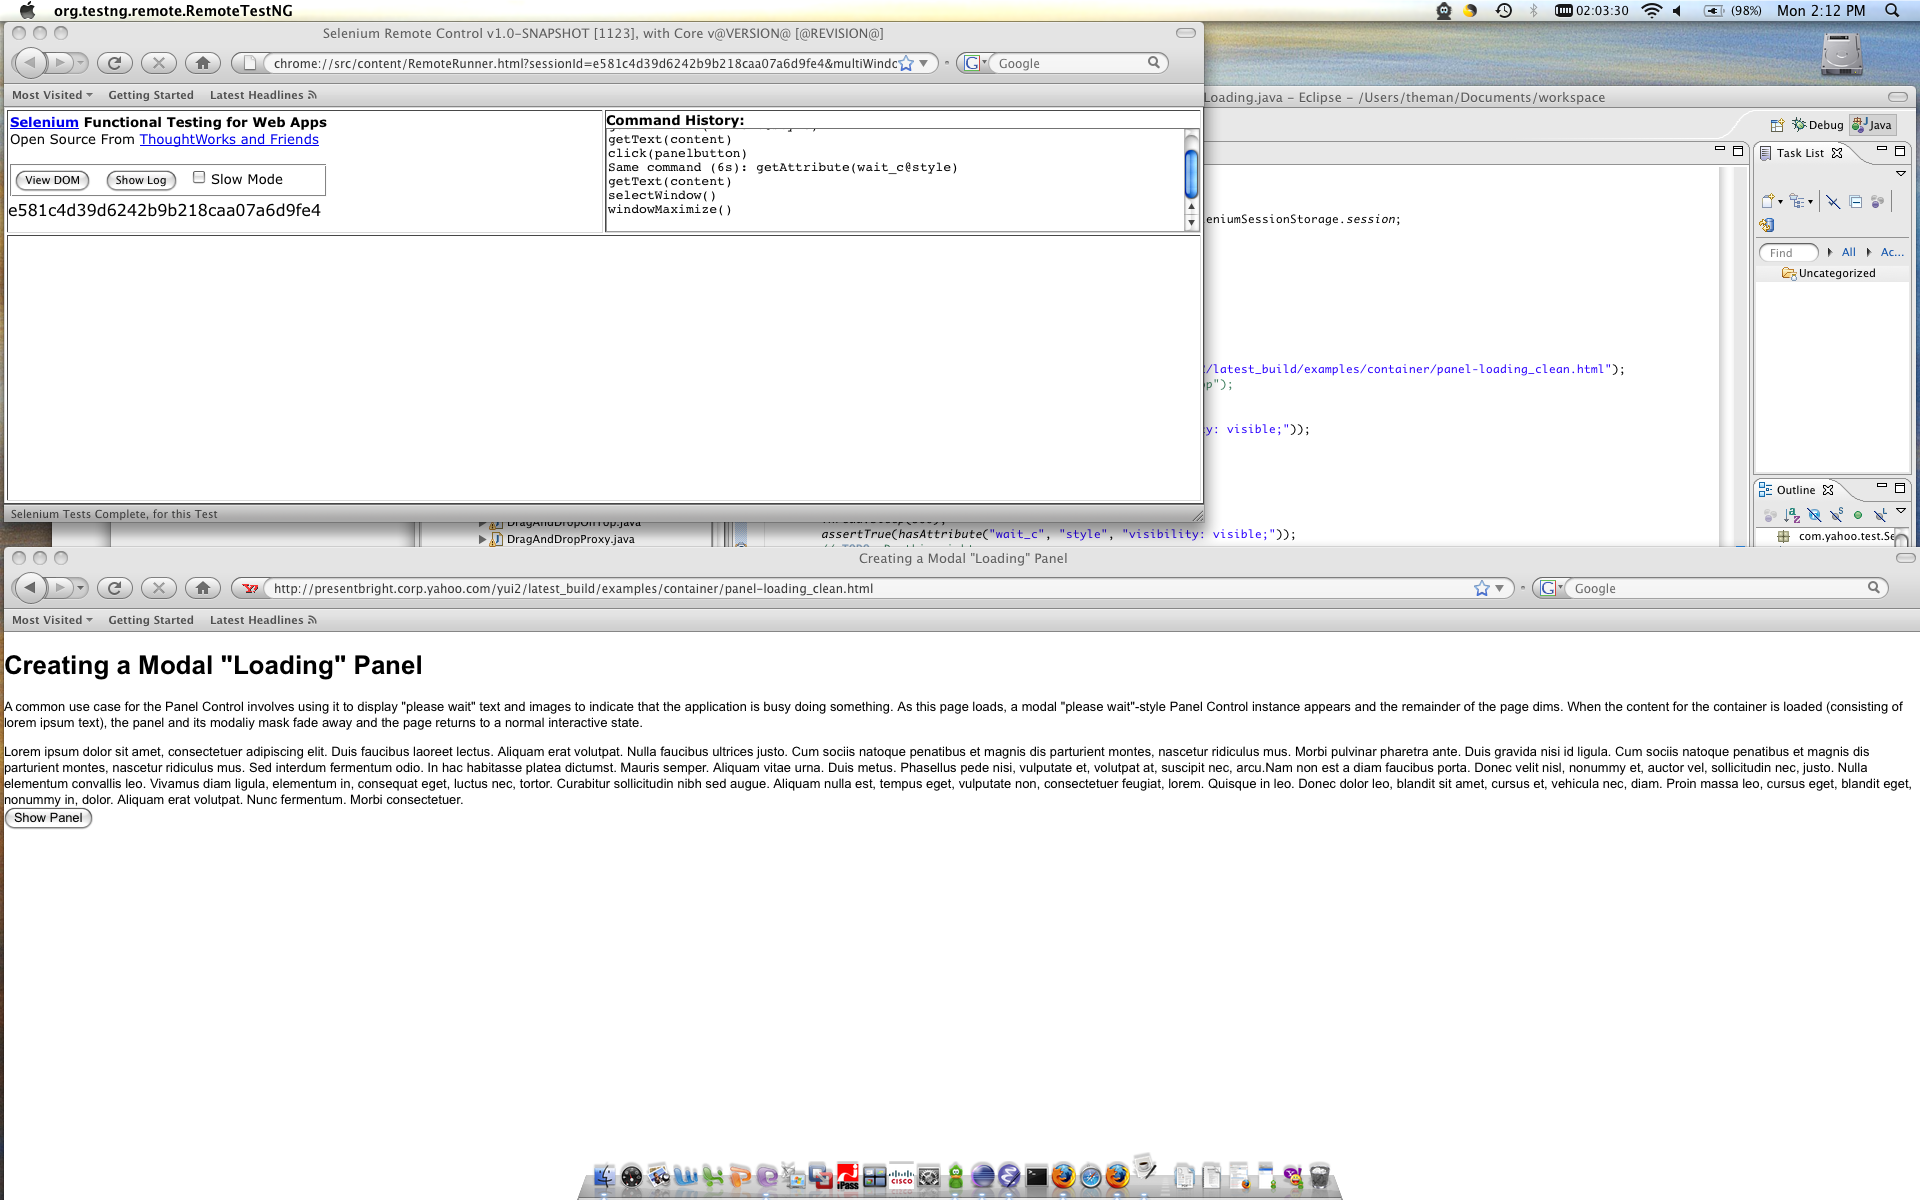 org.testng.remote.RemoteTestNG
02:03:30
(98%)
Mon 2:12 PM
Selenium Remote Control v1.0-SNAPSHOT [1123], with Core v@VERSION@ [@REVISION@]
chrome://src/content/RemoteRunner.html?sessionId=e581c4d39d6242b9b218caa07a6d9fe4&multiWindo
Google
Most Visited
Getting Started
Latest Headlines
Selenium Functional Testing for Web Apps
Open Source From ThoughtWorks and Friends
View DOM
Show Log
Slow Mode
e581c4d39d6242b9b218caa07a6d9fe4
Command History:
getText(content)
click(panelbutton)
Same command (6s): getAttribute(wait_c@style)
getText(content)
selectWindow()
windowMaximize()
Selenium Tests Complete, for this Test
Loading.java – Eclipse – /Users/theman/Documents/workspace
Debug
Java
Task List
Find
All
Ac...
Uncategorized
eniumSessionStorage.session;
/latest_build/examples/container/panel-loading_clean.html");
op");
ty: visible;"));
Outline
com.yahoo.test.Se
DragAndDropOnTop.java
DragAndDropProxy.java
assertTrue(hasAttribute("wait_c", "style", "visibility: visible;"));
Creating a Modal "Loading" Panel
http://presentbright.corp.yahoo.com/yui2/latest_build/examples/container/panel-loading_clean.html
Google
Most Visited
Getting Started
Latest Headlines
Creating a Modal "Loading" Panel
A common use case for the Panel Control involves using it to display "please wait" text and images to indicate that the application is busy doing something. As this page loads, a modal "please wait"-style Panel Control instance appears and the remainder of the page dims. When the content for the container is loaded (consisting of
lorem ipsum text), the panel and its modaliy mask fade away and the page returns to a normal interactive state.
Lorem ipsum dolor sit amet, consectetuer adipiscing elit. Duis faucibus laoreet lectus. Aliquam erat volutpat. Nulla faucibus ultrices justo. Cum sociis natoque penatibus et magnis dis parturient montes, nascetur ridiculus mus. Morbi pulvinar pharetra ante. Duis gravida nisi id ligula. Cum sociis natoque penatibus et magnis dis
parturient montes, nascetur ridiculus mus. Sed interdum fermentum odio. In hac habitasse platea dictumst. Mauris semper. Aliquam vitae urna. Duis metus. Phasellus pede nisi, vulputate et, volutpat at, suscipit nec, arcu.Nam non est a diam faucibus porta. Donec velit nisl, nonummy et, auctor vel, sollicitudin nec, justo. Nulla
elementum convallis leo. Vivamus diam ligula, elementum in, consequat eget, luctus nec, tortor. Curabitur sollicitudin nibh sed augue. Aliquam nulla est, tempus eget, vulputate non, consectetuer feugiat, lorem. Quisque in leo. Donec dolor leo, blandit sit amet, cursus et, vehicula nec, diam. Proin massa leo, cursus eget, blandit eget,
nonummy in, dolor. Aliquam erat volutpat. Nunc fermentum. Morbi consectetuer.
Show Panel
iPass
CISCO